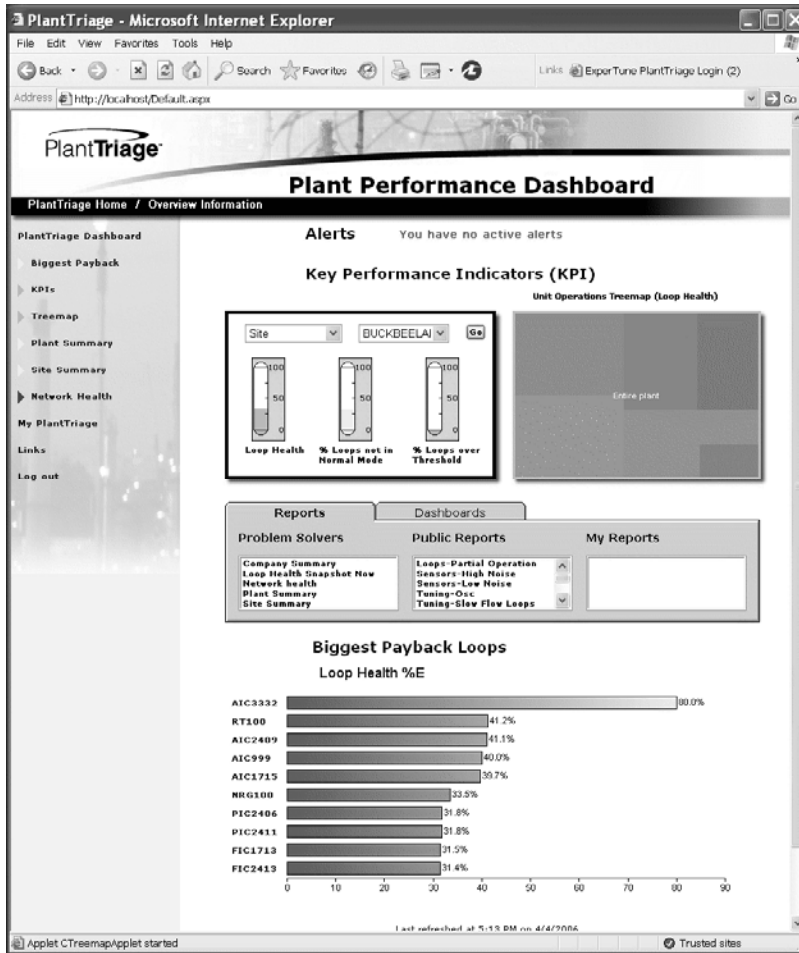 PlantTriage - Microsoft Internet Explorer
File Edit View Favorites Tools Help
Back Search Favorites Links ExperTune PlantTriage Login (2)
Address http://localhost/Default.aspx Go
PlantTriage
Plant Performance Dashboard
PlantTriage Home / Overview Information
PlantTriage Dashboard
Biggest Payback
KPIs
Treemap
Plant Summary
Site Summary
Network Health
My PlantTriage
Links
Log out
Alerts You have no active alerts
Key Performance Indicators (KPI)
Unit Operations Treemap (Loop Health)
Site BUCKBEELAI Go
100 100 100
50 50 50
0 0 0
Loop Health % Loops not in Normal Mode % Loops over Threshold
Entire plant
Reports Dashboards
Problem Solvers Public Reports My Reports
Company Summary
Loop Health Snapshot Now
Network health
Plant Summary
Site Summary
Loops-Partial Operation
Sensors-High Noise
Sensors-Low Noise
Tuning-Osc
Tuning-Slow Flow Loops
Biggest Payback Loops
Loop Health %E
AIC3332 80.0%
RT100 41.2%
AIC2409 41.1%
AIC999 40.0%
AIC1715 39.7%
NRG100 33.5%
PIC2406 31.8%
PIC2411 31.8%
FIC1713 31.5%
FIC2413 31.4%
0 10 20 30 40 50 60 70 80 90
Last refreshed at 5:13 PM on 4/4/2006
Applet CTreemapApplet started Trusted sites